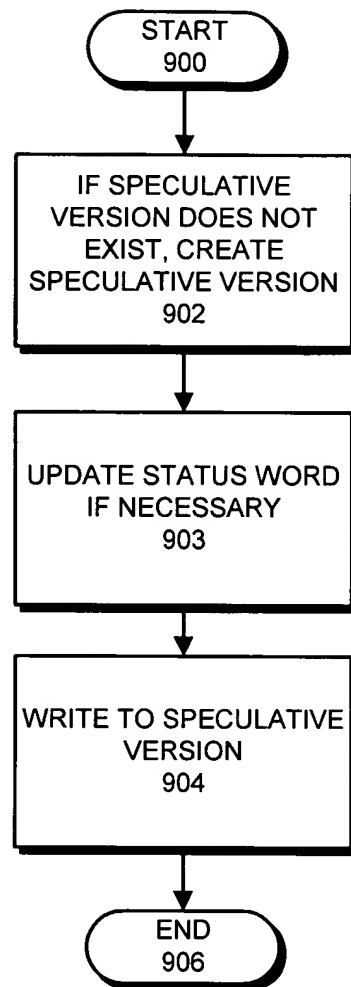 START
900
IF SPECULATIVE
VERSION DOES NOT
EXIST, CREATE
SPECULATIVE VERSION
902
UPDATE STATUS WORD
IF NECESSARY
903
WRITE TO SPECULATIVE
VERSION
904
END
906